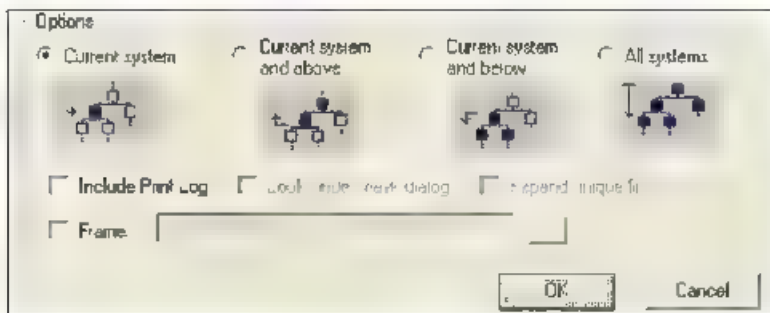 Options
Current system
Current system and above
Current system and below
All systems
Include Print Log
Frame
OK
Cancel